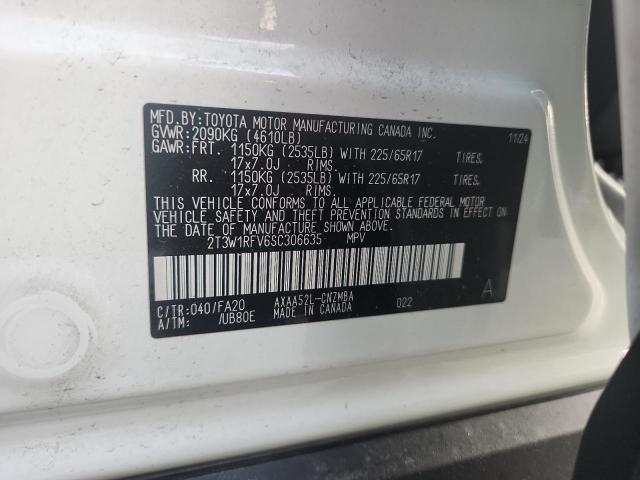 MFD.BY:TOYOTA MOTOR MANUFACTURING CANADA INC.
GVWR:2090KG (4610LB) 11/24
GAWR:FRT. 1150KG (2535LB) WITH 225/65R17 TIRES.
17x7.0J RIMS.
RR. 1150KG (2535LB) WITH 225/65R17 TIRES.
17x7.0J RIMS.
THIS VEHICLE CONFORMS TO ALL APPLICABLE FEDERAL MOTOR
VEHICLE SAFETY AND THEFT PREVENTION STANDARDS IN EFFECT ON
THE DATE OF MANUFACTURE SHOWN ABOVE.
2T3W1RFV6SC306635 MPV
C/TR:040/FA20 AXAA52L-CNZMBA 022 A
A/TM: /UB80E MADE IN CANADA